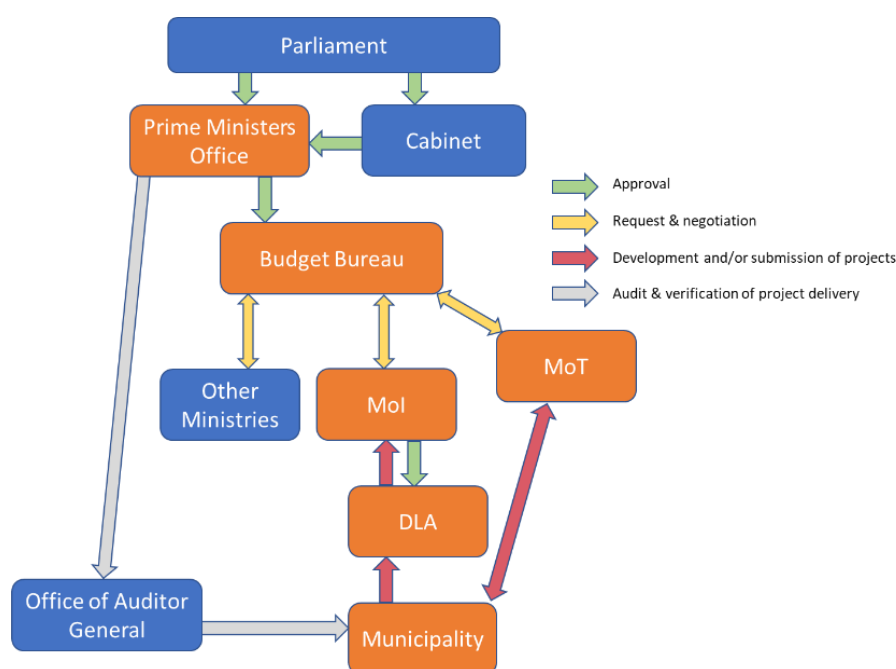 Parliament
Prime Ministers
Office
Cabinet
Approval
Request & negotiation
Budget Bureau
Development and/or submission of projects
Audit & verification of project delivery
MoT
Other
Ministries
MoI
DLA
Office of Auditor
General
Municipality